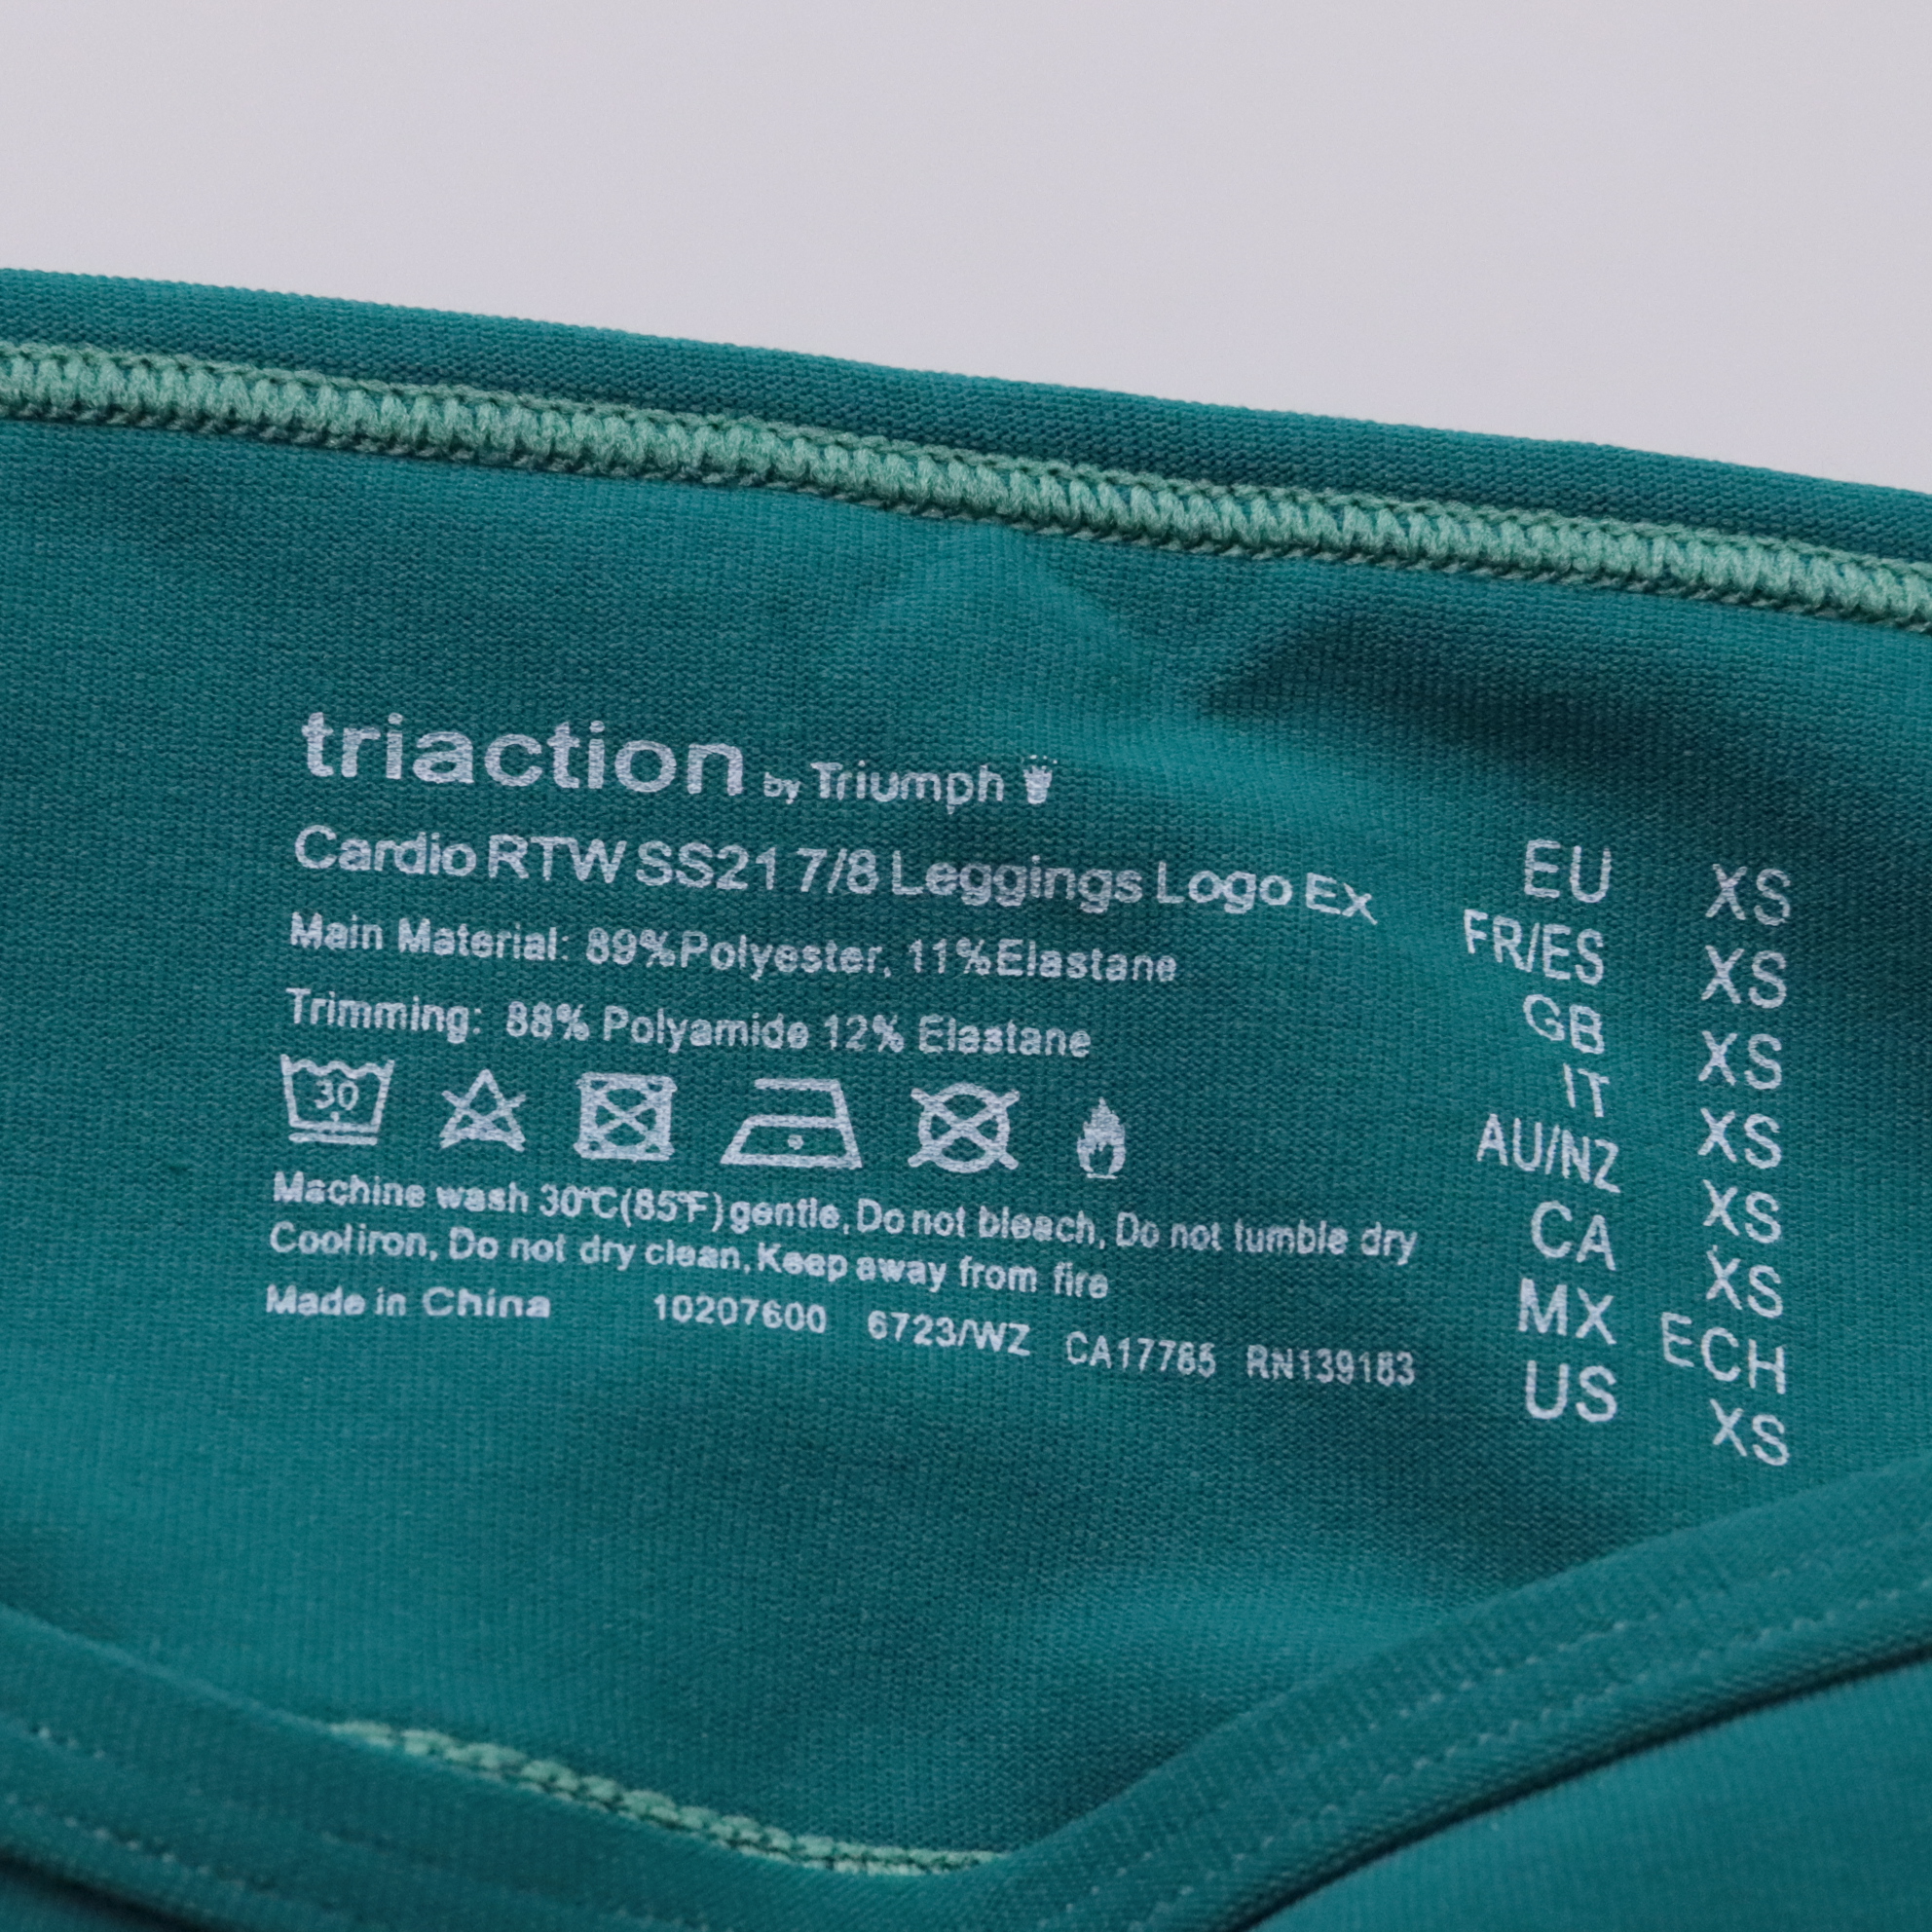 triaction by Triumph
Cardio RTW SS21 7/8 Leggings Logo Ex
Main Material: 89%Polyester, 11%Elastane
Trimming: 88% Polyamide 12% Elastane
30
Machine wash 30℃(85℉)gentle, Do not bleach, Do not tumble dry
Cool iron, Do not dry clean, Keep away from fire
Made in China 10207600 6723/WZ CA17765 RN139183
EU XS
FR/ES XS
GB XS
IT XS
AU/NZ XS
CA XS
MX ECH
US XS